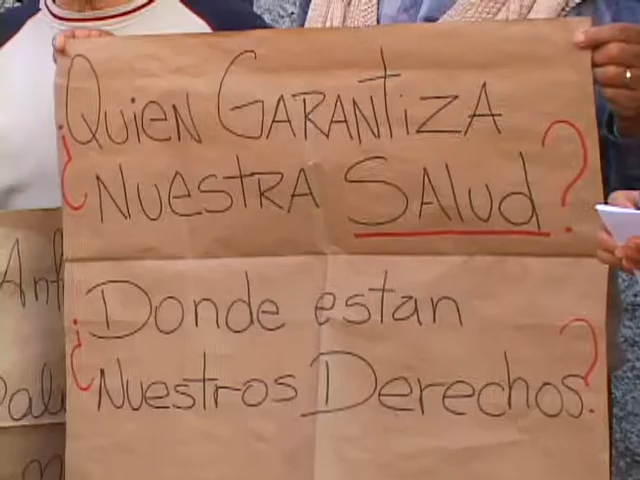 Quien Garantiza
¿Nuestra Salud?
Donde estan
¿Nuestros Derechos?